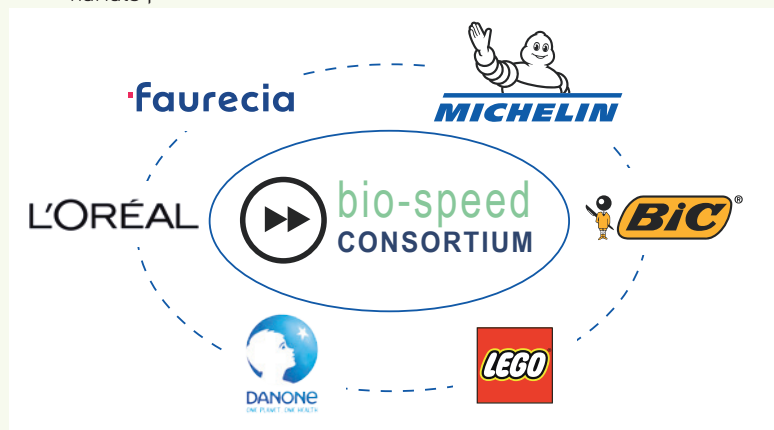 faurecia
MICHELIN
L'ORÉAL
bio-speed
CONSORTIUM
BiC®
DANONE
ONE PLANET. ONE HEALTH
LEGO